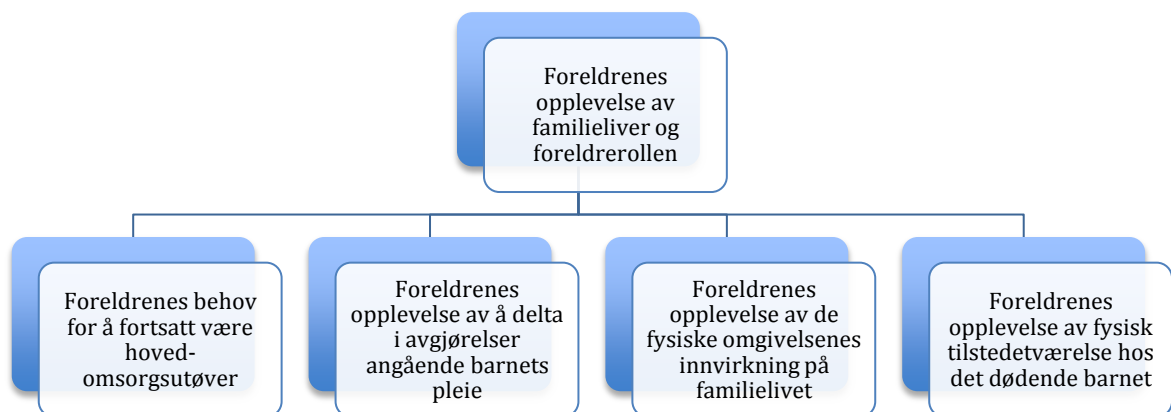 Foreldrenes
opplevelse av
familieliver og
foreldrerollen
Foreldrenes behov
for å fortsatt være
hoved-
omsorgsutøver
Foreldrenes
opplevelse av å delta
i avgjørelser
angående barnets
pleie
Foreldrenes
opplevelse av de
fysiske omgivelsenes
innvirkning på
familielivet
Foreldrenes
opplevelse av fysisk
tilstedetværelse hos
det dødende barnet